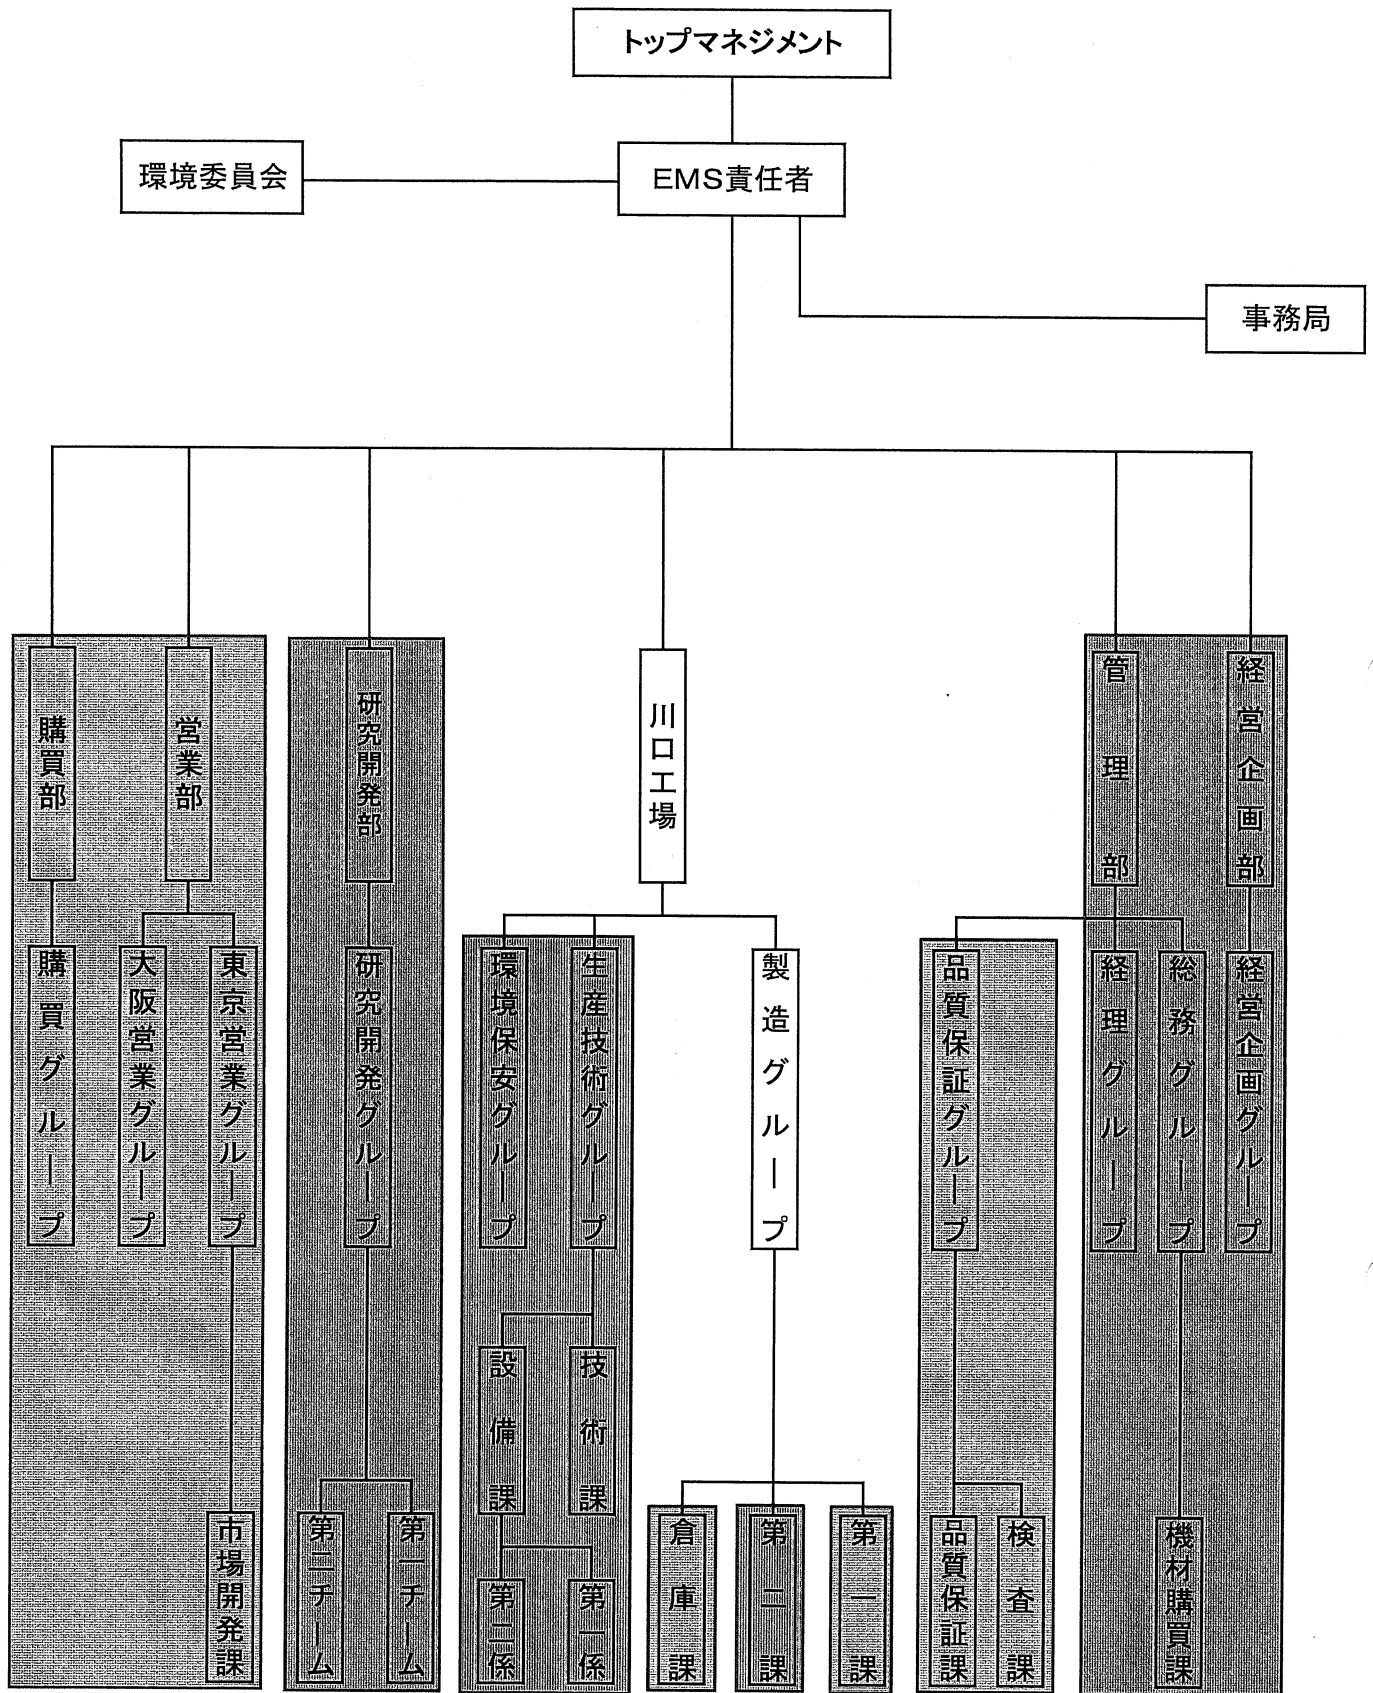 トップマネジメント
環境委員会
EMS責任者
事務局
購買部
営業部
研究開発部
川口工場
管理部
経営企画部
購買グループ
大阪営業グループ
東京営業グループ
研究開発グループ
環境保安グループ
生産技術グループ
製造グループ
品質保証グループ
経理グループ
総務グループ
経営企画グループ
設備課
技術課
市場開発課
第二チーム
第一チーム
第二係
第一係
倉庫課
第二課
第一課
品質保証課
検査課
機材購買課